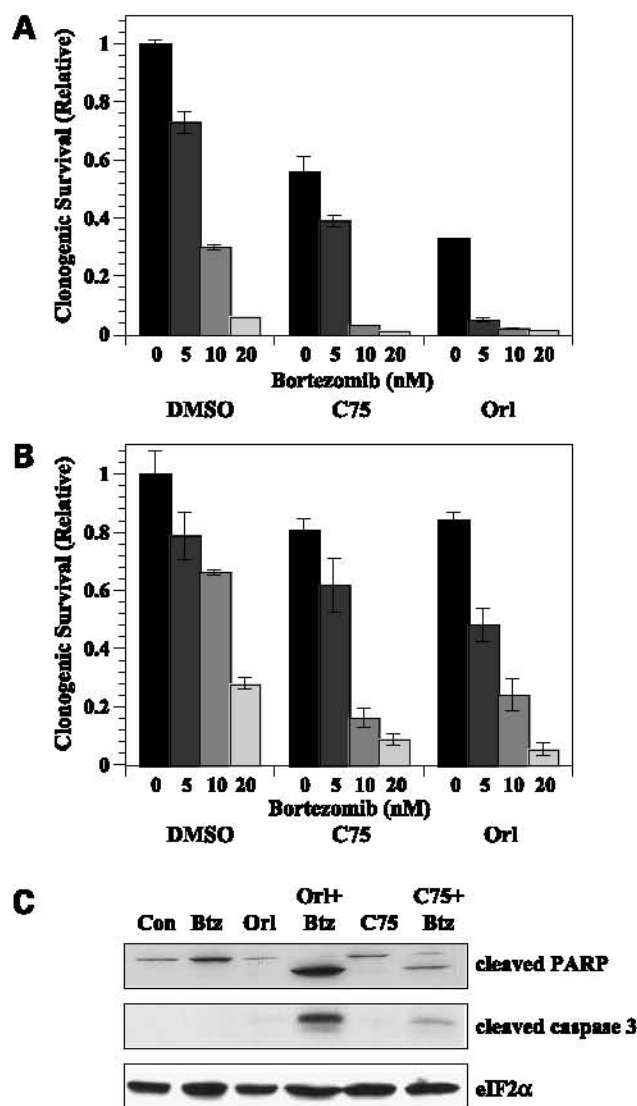 A
Clonogenic Survival (Relative)
1
0.8
0.6
0.4
0.2
0
0 5 10 20 0 5 10 20 0 5 10 20
Bortezomib (nM)
DMSO C75 Orl
B
Clonogenic Survival (Relative)
1
0.8
0.6
0.4
0.2
0
0 5 10 20 0 5 10 20 0 5 10 20
Bortezomib (nM)
DMSO C75 Orl
C
Orl+ C75+
Con Btz Orl Btz C75 Btz
cleaved PARP
cleaved caspase 3
eIF2α